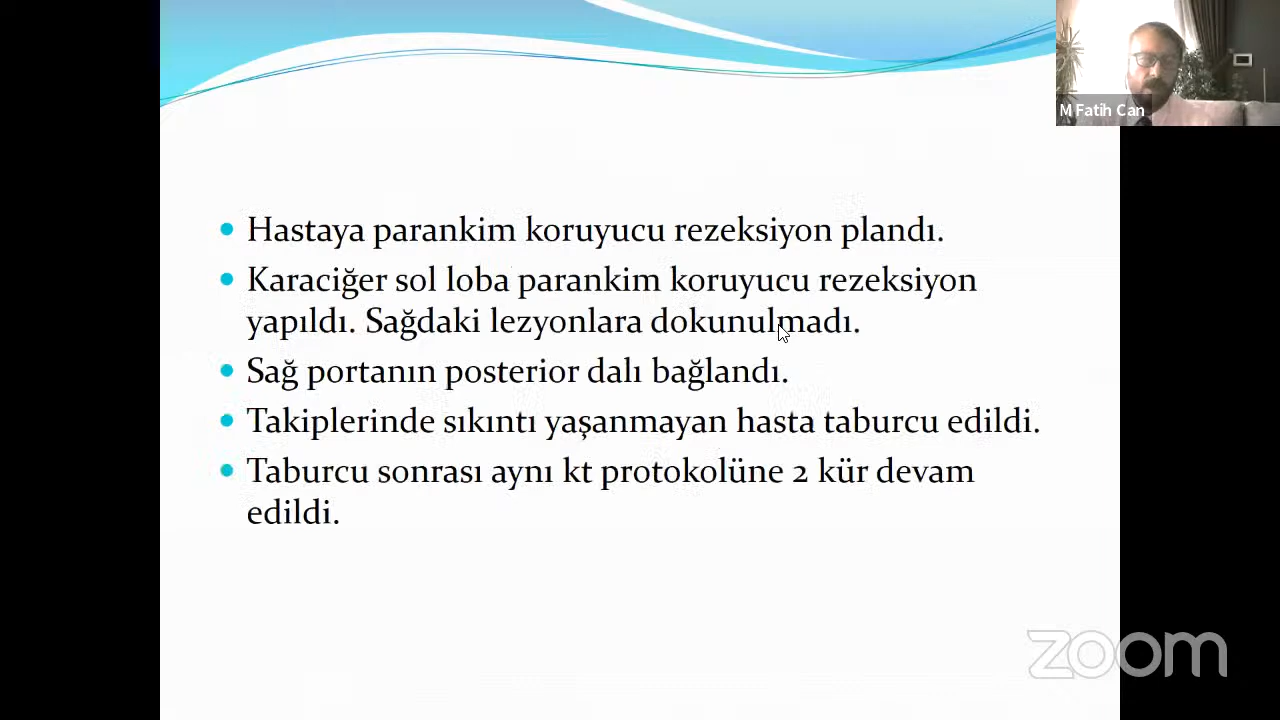 M Fatih Can
• Hastaya parankim koruyucu rezeksiyon plandı.
• Karaciğer sol loba parankim koruyucu rezeksiyon
yapıldı. Sağdaki lezyonlara dokunulmadı.
• Sağ portanın posterior dalı bağlandı.
• Takiplerinde sıkıntı yaşanmayan hasta taburcu edildi.
• Taburcu sonrası aynı kt protokolüne 2 kür devam
edildi.
zoom